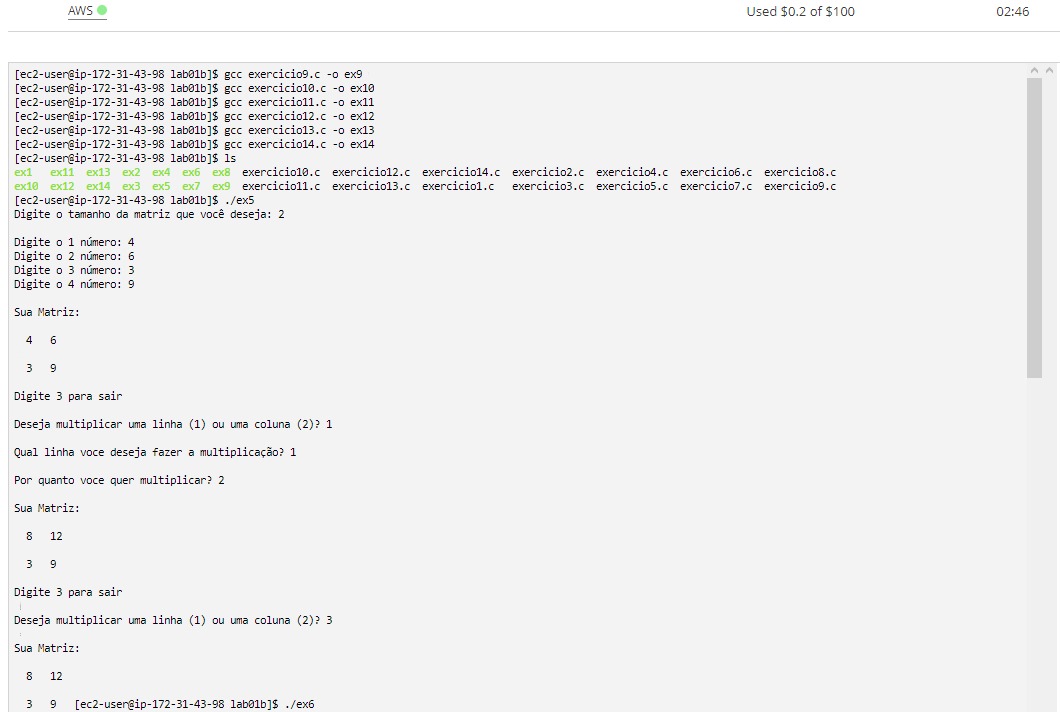 AWS Used $0.2 of $100 02:46
[ec2-user@ip-172-31-43-98 lab01b]$ gcc exercicio9.c -o ex9
[ec2-user@ip-172-31-43-98 lab01b]$ gcc exercicio10.c -o ex10
[ec2-user@ip-172-31-43-98 lab01b]$ gcc exercicio11.c -o ex11
[ec2-user@ip-172-31-43-98 lab01b]$ gcc exercicio12.c -o ex12
[ec2-user@ip-172-31-43-98 lab01b]$ gcc exercicio13.c -o ex13
[ec2-user@ip-172-31-43-98 lab01b]$ gcc exercicio14.c -o ex14
[ec2-user@ip-172-31-43-98 lab01b]$ ls
ex1 ex11 ex13 ex2 ex4 ex6 ex8 exercicio10.c exercicio12.c exercicio14.c exercicio2.c exercicio4.c exercicio6.c exercicio8.c
ex10 ex12 ex14 ex3 ex5 ex7 ex9 exercicio11.c exercicio13.c exercicio1.c exercicio3.c exercicio5.c exercicio7.c exercicio9.c
[ec2-user@ip-172-31-43-98 lab01b]$ ./ex5
Digite o tamanho da matriz que você deseja: 2
Digite o 1 número: 4
Digite o 2 número: 6
Digite o 3 número: 3
Digite o 4 número: 9
Sua Matriz:
4 6
3 9
Digite 3 para sair
Deseja multiplicar uma linha (1) ou uma coluna (2)? 1
Qual linha voce deseja fazer a multiplicação? 1
Por quanto voce quer multiplicar? 2
Sua Matriz:
8 12
3 9
Digite 3 para sair
Deseja multiplicar uma linha (1) ou uma coluna (2)? 3
Sua Matriz:
8 12
3 9 [ec2-user@ip-172-31-43-98 lab01b]$ ./ex6